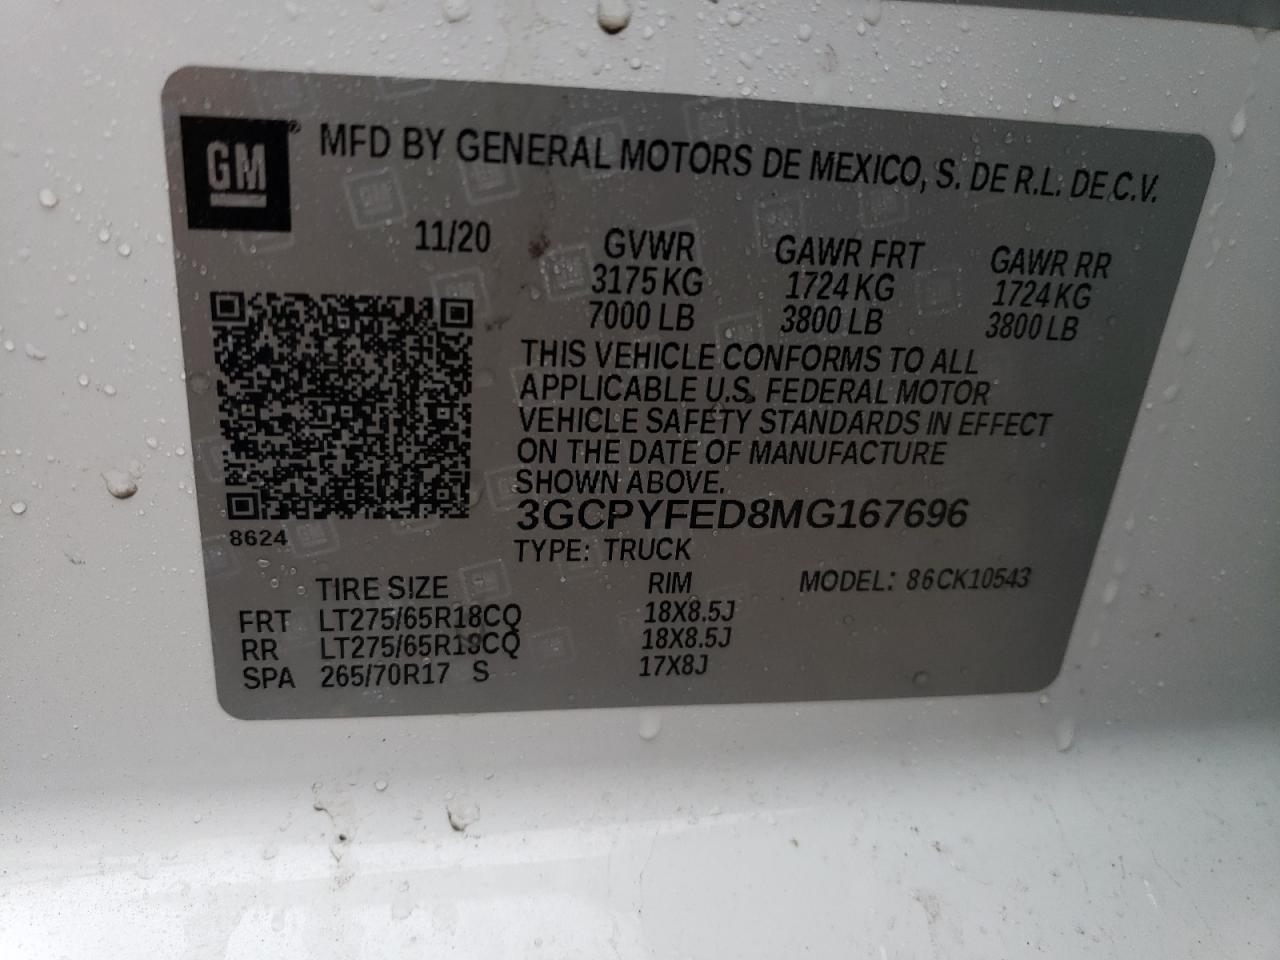 GM® MFD BY GENERAL MOTORS DE MEXICO, S. DE R.L. DE C.V.
11/20 GVWR GAWR FRT GAWR RR
3175 KG 1724 KG 1724 KG
7000 LB 3800 LB 3800 LB
THIS VEHICLE CONFORMS TO ALL
APPLICABLE U.S. FEDERAL MOTOR
VEHICLE SAFETY STANDARDS IN EFFECT
ON THE DATE OF MANUFACTURE
SHOWN ABOVE.
3GCPYFED8MG167696
8624
TYPE: TRUCK
TIRE SIZE RIM MODEL: 86CK10543
FRT LT275/65R18CQ 18X8.5J
RR LT275/65R18CQ 18X8.5J
SPA 265/70R17 S 17X8J